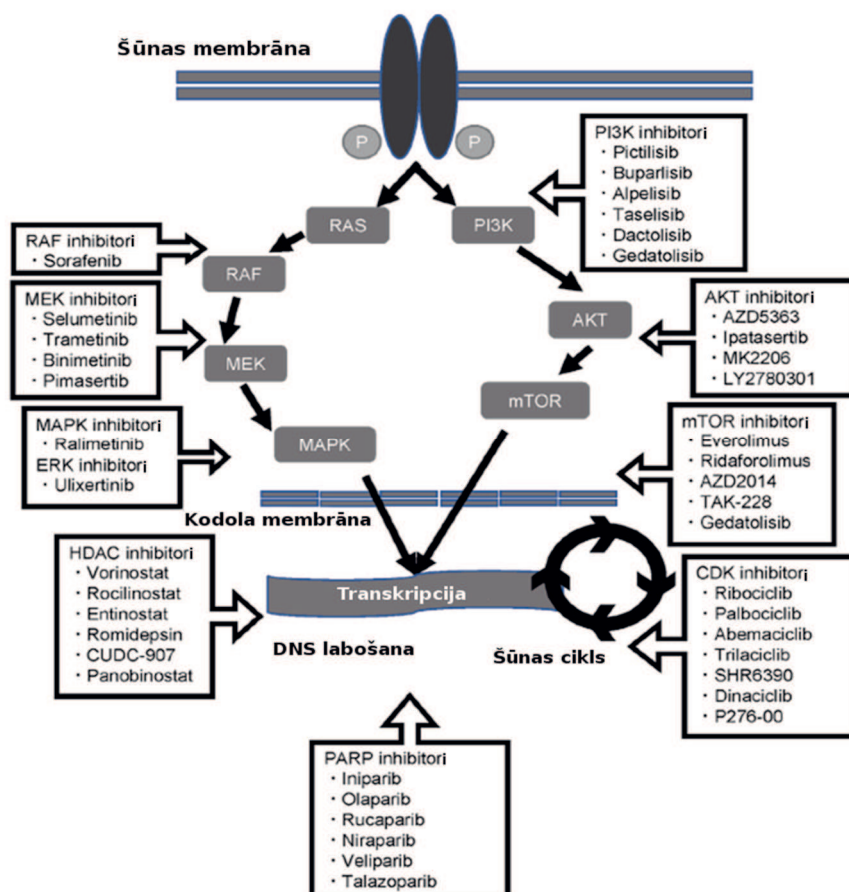 Šūnas membrāna
P
P
PI3K inhibitori
· Pictilisib
· Buparlisib
· Alpelisib
· Taselisib
· Dactolisib
· Gedatolisib
RAS
PI3K
RAF inhibitori
· Sorafenib
RAF
MEK inhibitori
· Selumetinib
· Trametinib
· Binimetinib
· Pimasertib
MEK
AKT
AKT inhibitori
· AZD5363
· Ipatasertib
· MK2206
· LY2780301
mTOR
MAPK inhibitori
· Ralimetinib
ERK inhibitori
· Ulixertinib
MAPK
mTOR inhibitori
· Everolimus
· Ridaforolimus
· AZD2014
· TAK-228
· Gedatolisib
Kodola membrāna
HDAC inhibitori
· Vorinostat
· Rocilinostat
· Entinostat
· Romidepsin
· CUDC-907
· Panobinostat
Transkripcija
DNS labošana
Šūnas cikls
CDK inhibitori
· Ribociclib
· Palbociclib
· Abemaciclib
· Trilaciclib
· SHR6390
· Dinaciclib
· P276-00
PARP inhibitori
· Iniparib
· Olaparib
· Rucaparib
· Niraparib
· Veliparib
· Talazoparib